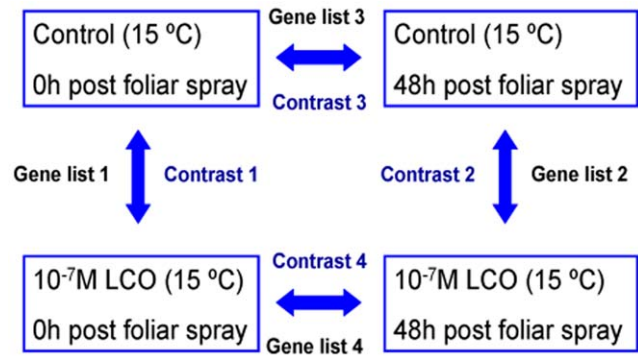 Control (15 ºC)
0h post foliar spray
Gene list 3
Contrast 3
Control (15 ºC)
48h post foliar spray
Gene list 1
Contrast 1
Contrast 2
Gene list 2
10⁻⁷M LCO (15 ºC)
0h post foliar spray
Contrast 4
Gene list 4
10⁻⁷M LCO (15 ºC)
48h post foliar spray